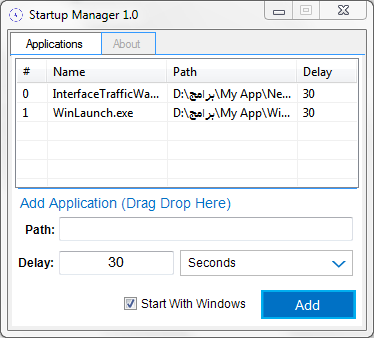 Startup Manager 1.0
Applications About
# Name Path Delay
0 InterfaceTrafficWa... D:\برامج\My App\Ne... 30
1 WinLaunch.exe D:\برامج\My App\Wi... 30
Add Application (Drag Drop Here)
Path:
Delay: 30 Seconds
Start With Windows Add